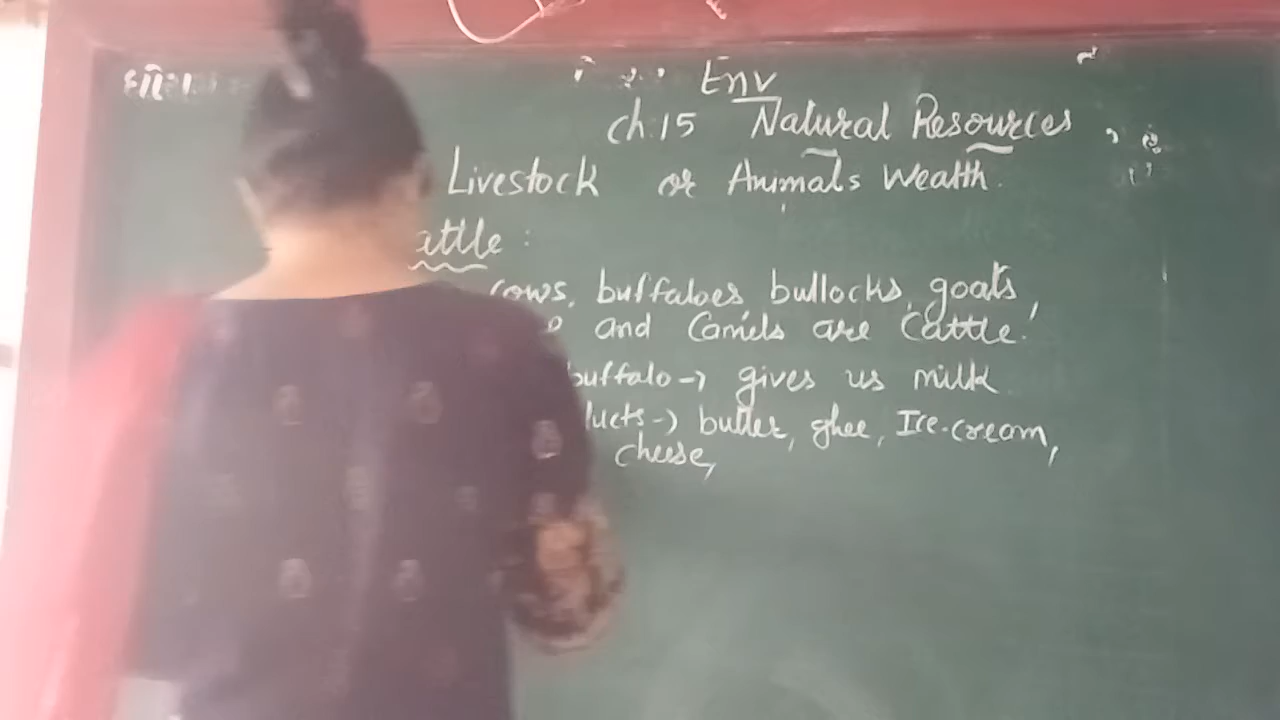 Env
ch.15 Natural Resources
Livestock or Animals Wealth.
attle :
cows, buffaloes, bullocks, goats,
and Camels are Cattle.
buffalo → gives us milk
ducts → butter, ghee, Ice-cream,
cheese,